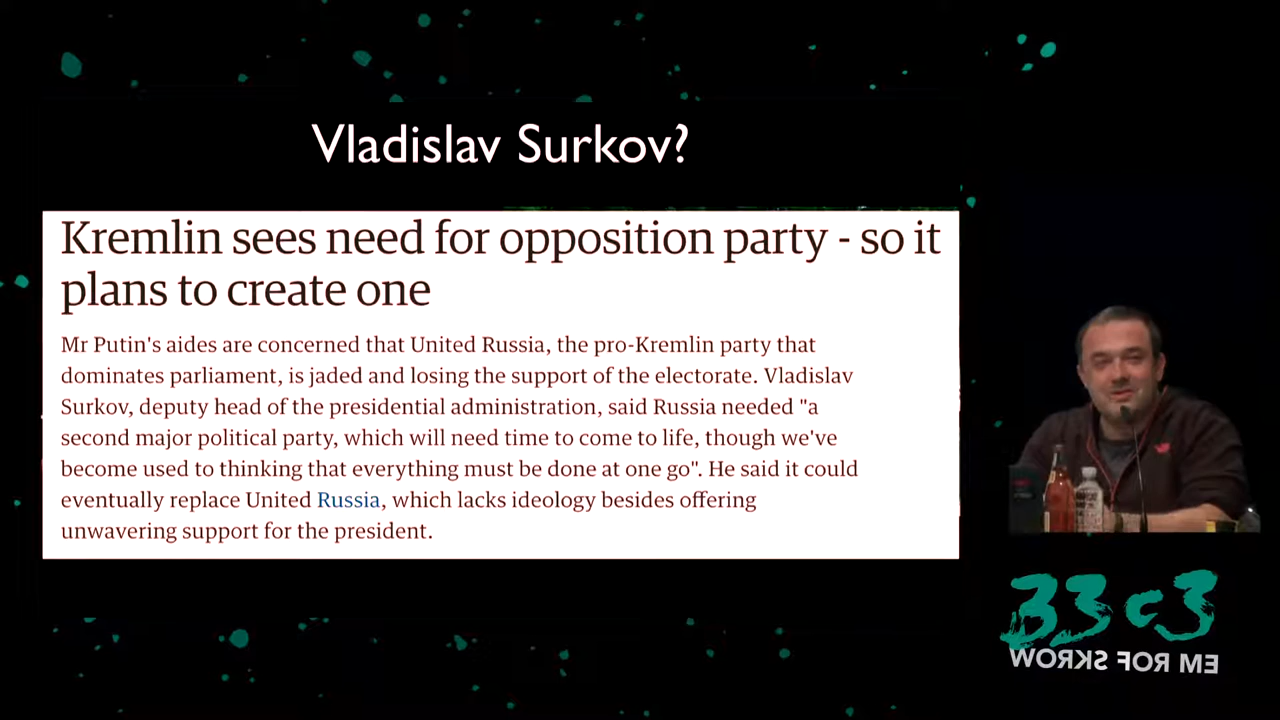 Vladislav Surkov?
Kremlin sees need for opposition party - so it
plans to create one
Mr Putin's aides are concerned that United Russia, the pro-Kremlin party that
dominates parliament, is jaded and losing the support of the electorate. Vladislav
Surkov, deputy head of the presidential administration, said Russia needed "a
second major political party, which will need time to come to life, though we've
become used to thinking that everything must be done at one go". He said it could
eventually replace United Russia, which lacks ideology besides offering
unwavering support for the president.
33c3
WORKS FOR ME